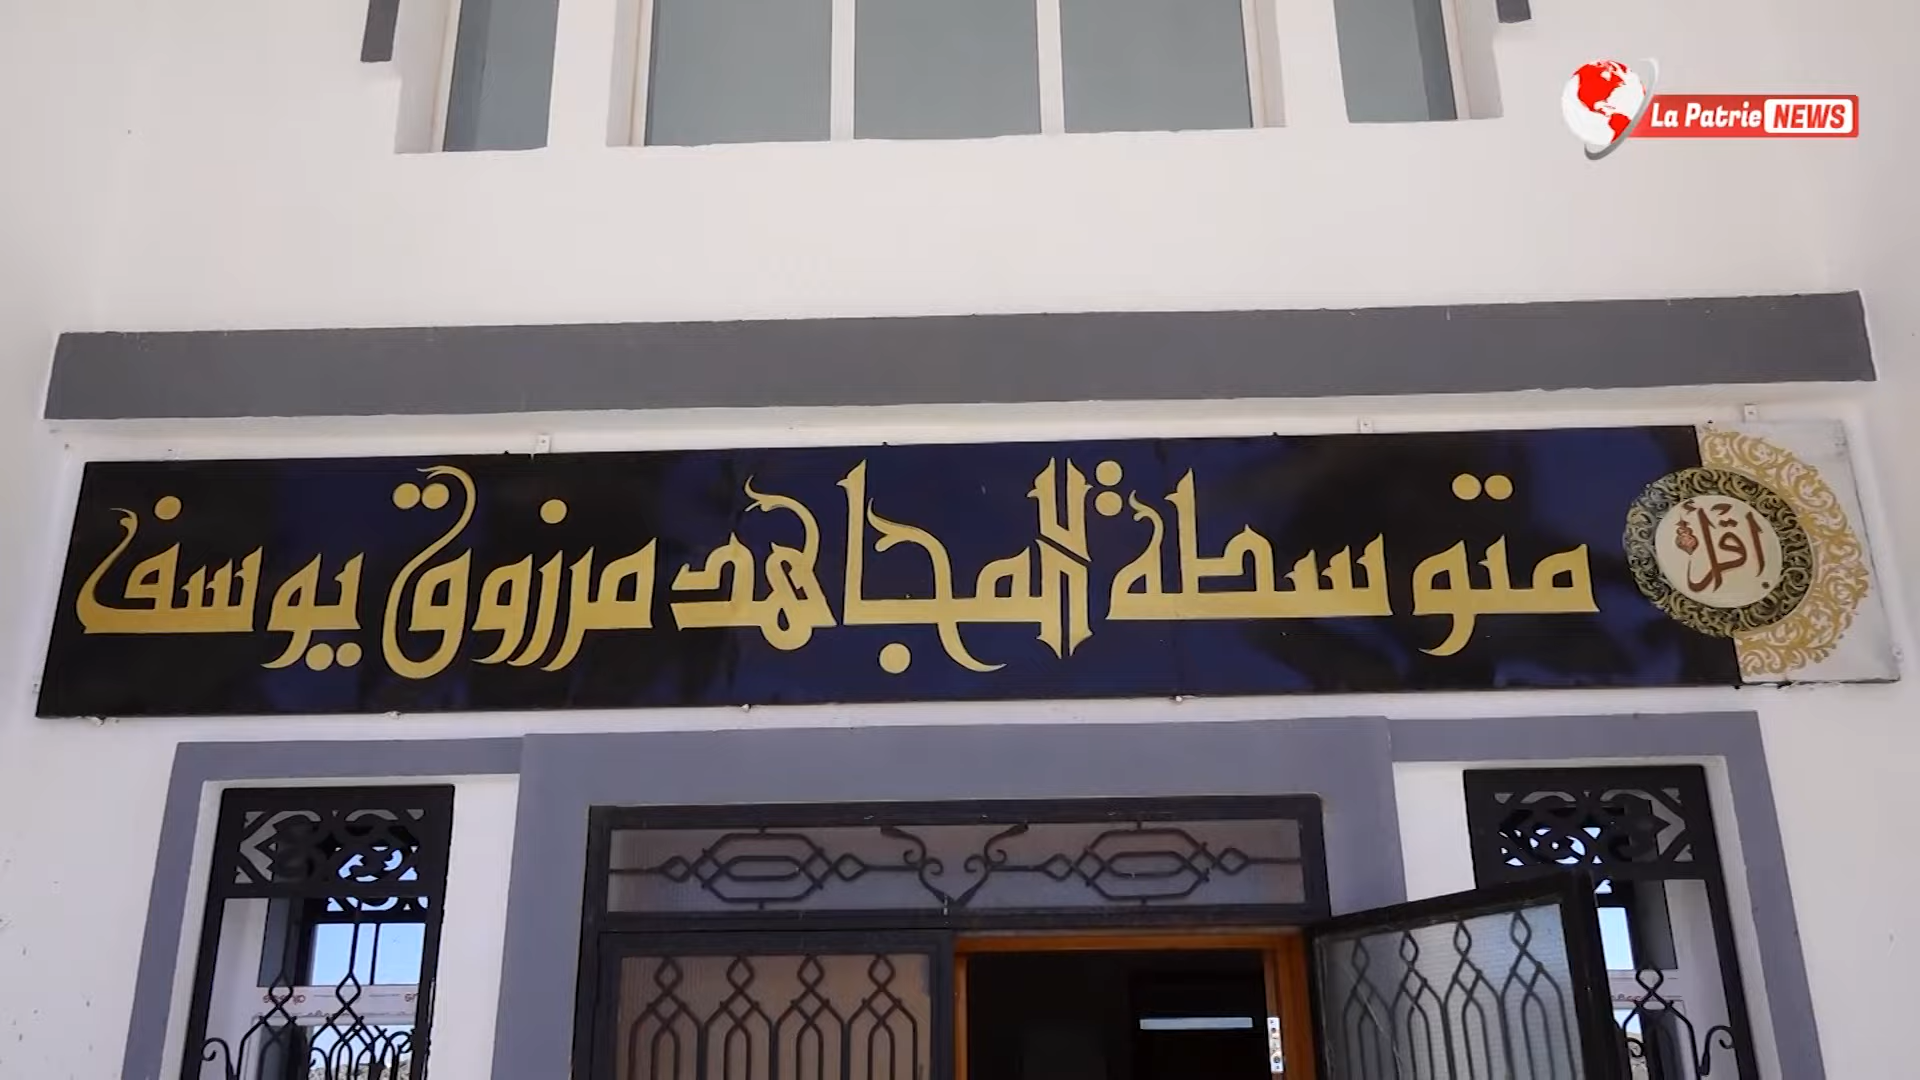 La Patrie NEWS
متوسطة المجاهد مرزوق يوسف
اقرأ